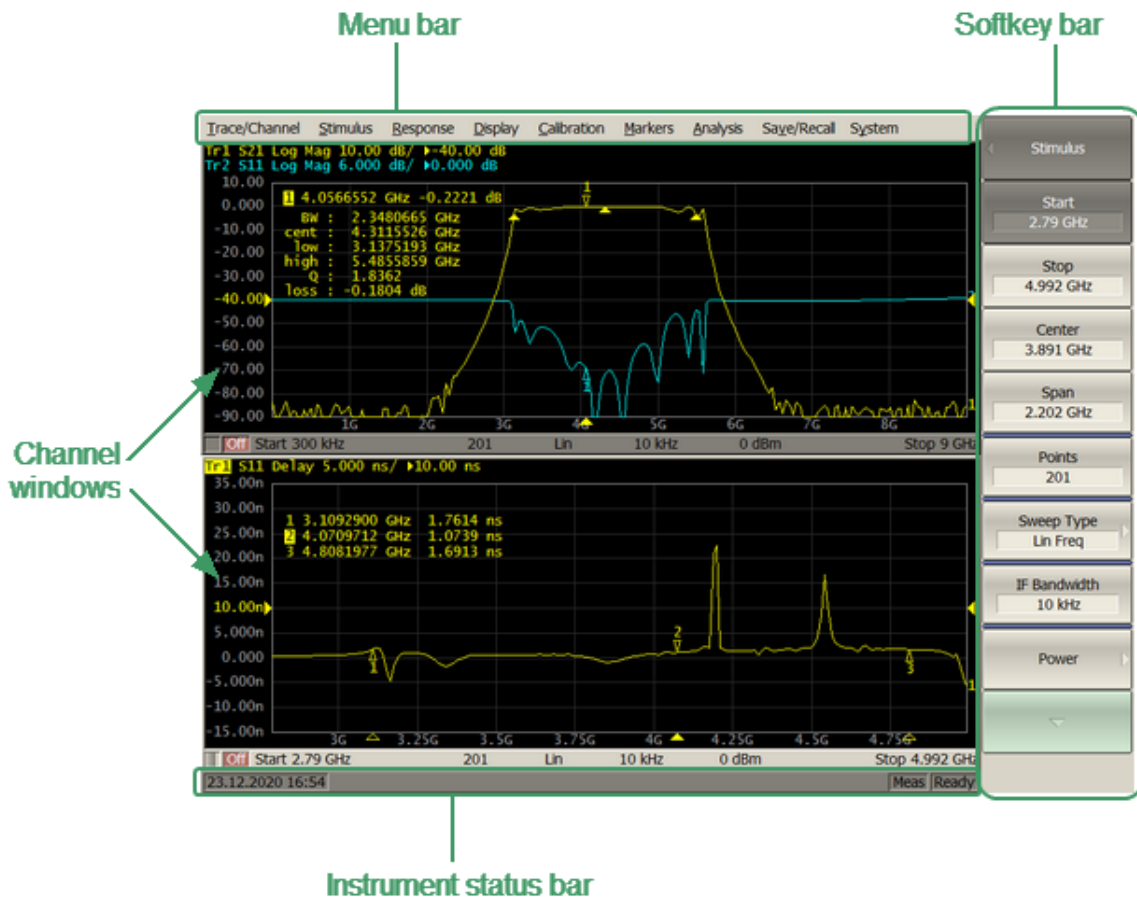 Menu bar
Softkey bar
Trace/Channel Stimulus Response Display Calibration Markers Analysis Save/Recall System
Tr1 S21 Log Mag 10.00 dB/ ▶-40.00 dB
Tr2 S11 Log Mag 6.000 dB/ ▶0.000 dB
10.00
0.000
-10.00
-20.00
-30.00
-40.00
-50.00
-60.00
-70.00
-80.00
-90.00
1 4.0566552 GHz -0.2221 dB
BW : 2.3480665 GHz
cent : 4.3115526 GHz
low : 3.1375193 GHz
high : 5.4855859 GHz
Q : 1.8362
loss : -0.1804 dB
1
1
1G 2G 3G 4G 5G 6G 7G 8G
Off Start 300 kHz 201 Lin 10 kHz 0 dBm Stop 9 GHz
Channel
windows
Tr1 S11 Delay 5.000 ns/ ▶10.00 ns
35.00n
30.00n
25.00n
20.00n
15.00n
10.00n
5.000n
0.000
-5.000n
-10.00n
-15.00n
1 3.1092900 GHz 1.7614 ns
2 4.0709712 GHz 1.0739 ns
3 4.8081977 GHz 1.6913 ns
1
2
3
1
3G 3.25G 3.5G 3.75G 4G 4.25G 4.5G 4.75G
Off Start 2.79 GHz 201 Lin 10 kHz 0 dBm Stop 4.992 GHz
23.12.2020 16:54 Meas Ready
Stimulus
Start
2.79 GHz
Stop
4.992 GHz
Center
3.891 GHz
Span
2.202 GHz
Points
201
Sweep Type
Lin Freq
IF Bandwidth
10 kHz
Power
Instrument status bar